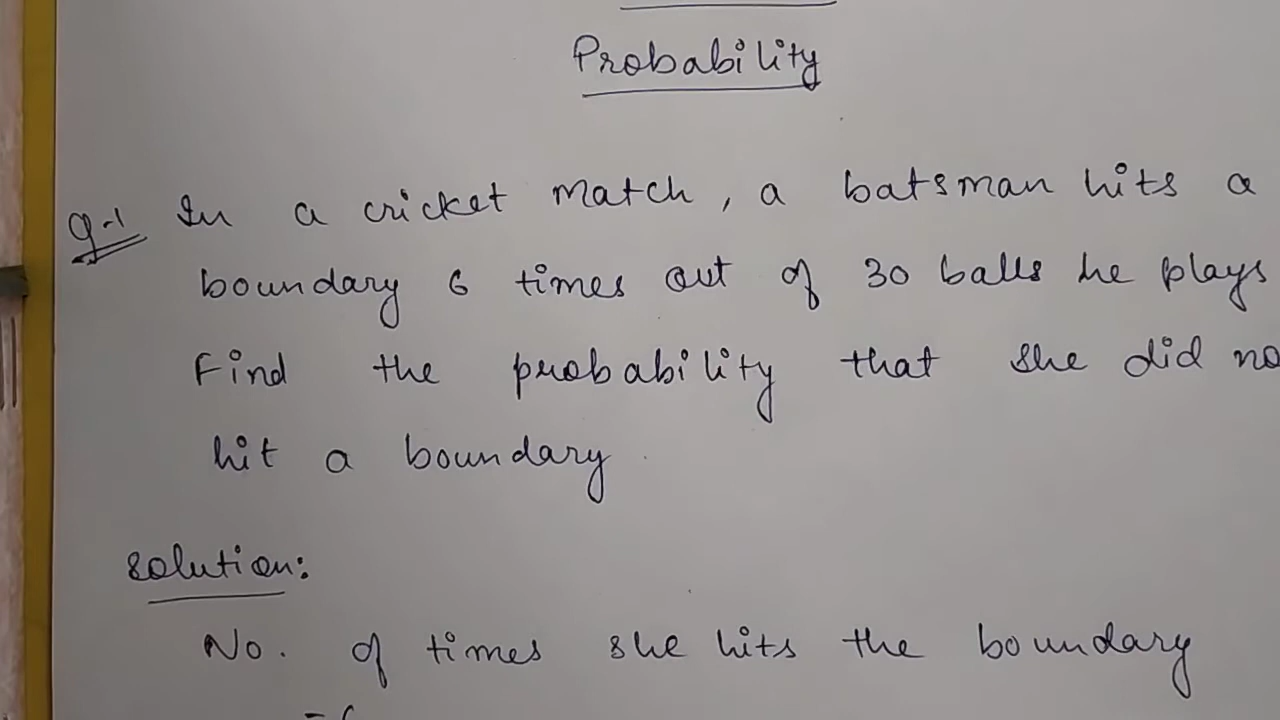 Probability
Q-1 In a cricket match, a batsman hits a
boundary 6 times out of 30 balls he plays
Find the probability that she did no
hit a boundary
Solution:
No. of times she hits the boundary
=6